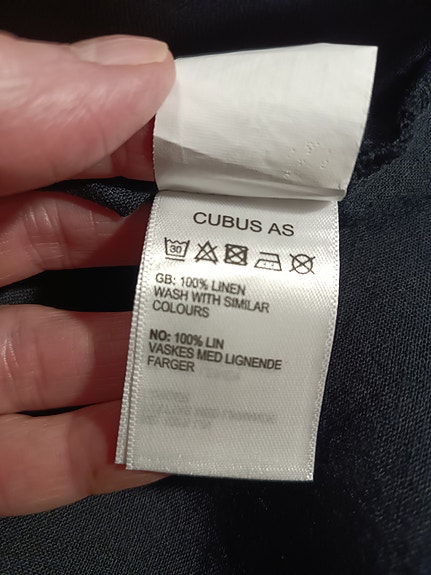 CUBUS AS
30
GB: 100% LINEN
WASH WITH SIMILAR
COLOURS
NO: 100% LIN
VASKES MED LIGNENDE
FARGER